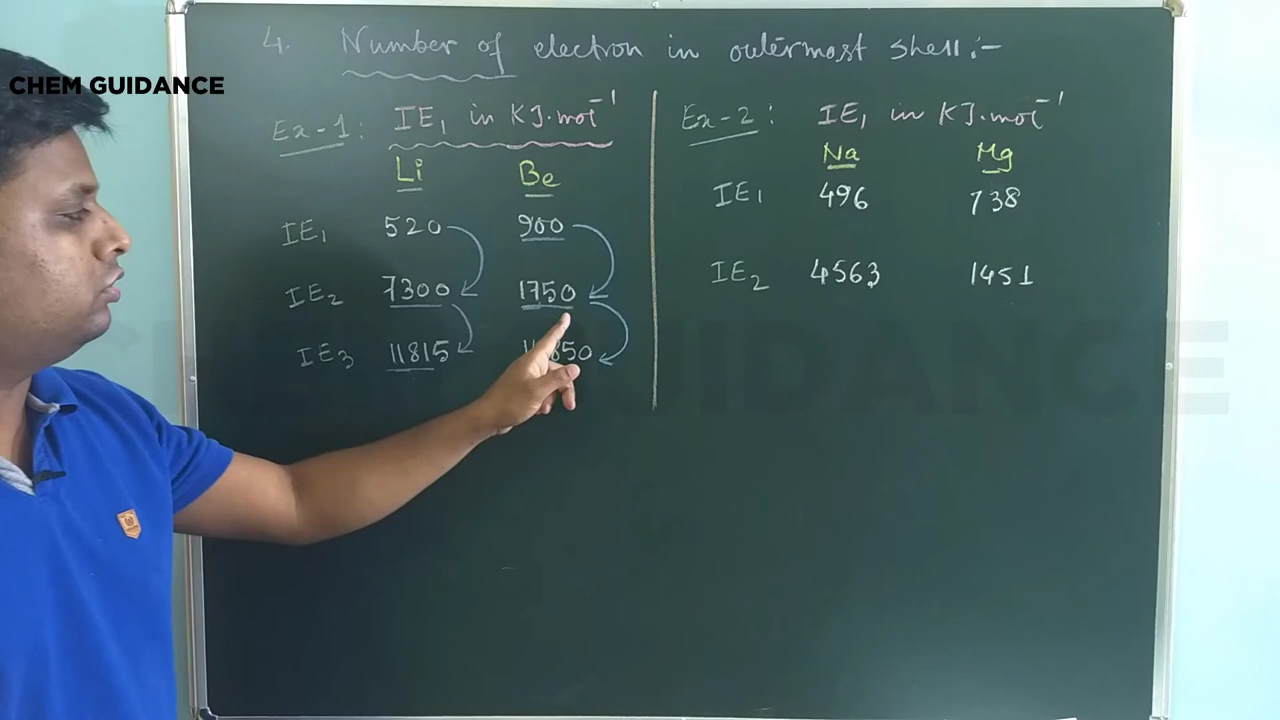 4. Number of electron in outermost shell:-
CHEM GUIDANCE
Ex-1: IE₁ in KJ.mol⁻¹
Li Be
IE₁ 520 900
IE₂ 7300 1750
IE₃ 11815
Ex-2: IE₁ in KJ.mol⁻¹
Na Mg
IE₁ 496 738
IE₂ 4563 1451